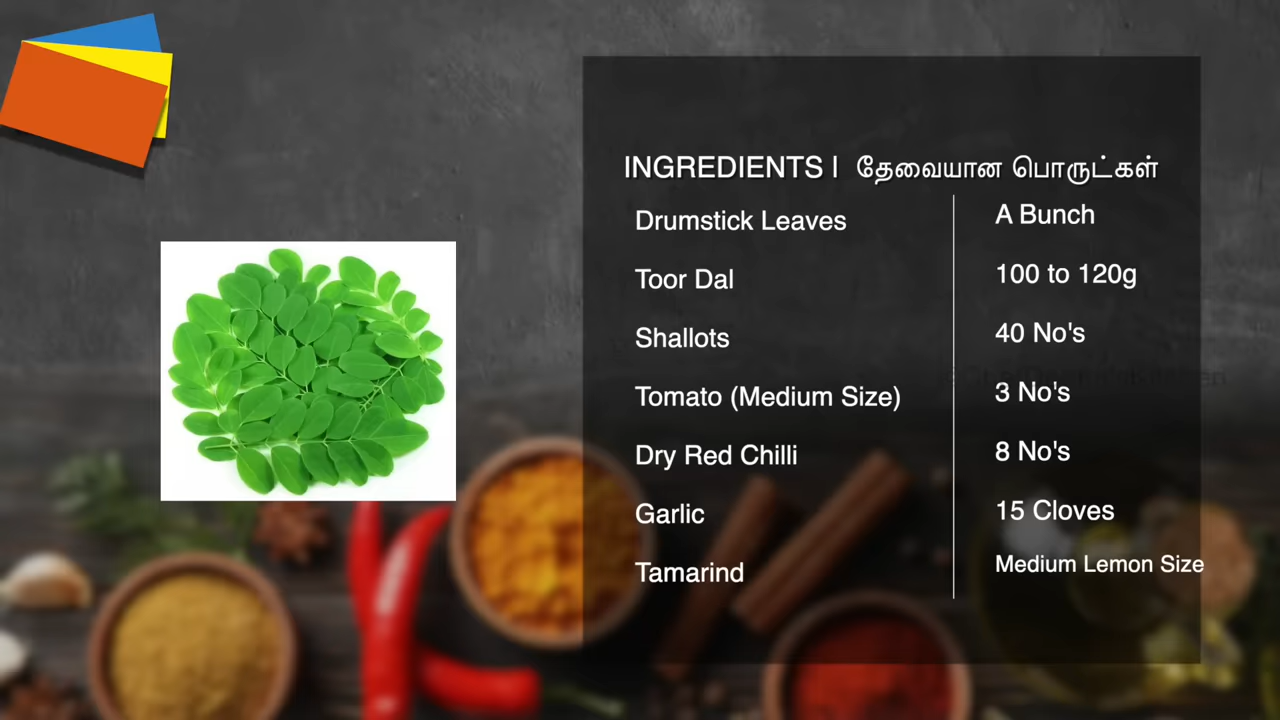 INGREDIENTS | தேவையான பொருட்கள்
Drumstick Leaves A Bunch
Toor Dal 100 to 120g
Shallots 40 No's
Tomato (Medium Size) 3 No's
Dry Red Chilli 8 No's
Garlic 15 Cloves
Tamarind Medium Lemon Size